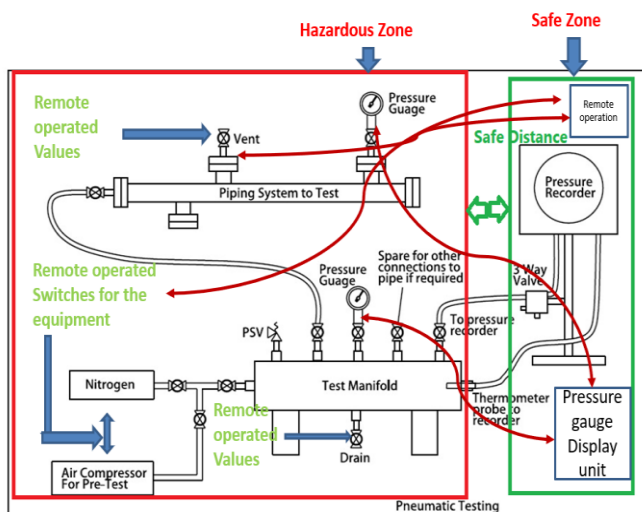 Hazardous Zone
Safe Zone
Remote
operated
Values
Vent
Pressure
Guage
Remote
operation
Safe Distance
Piping System to Test
Pressure
Recorder
Remote operated
Switches for the
equipment
Pressure
Guage
Spare for other
connections to
pipe if required
3 Way
Valve
PSV
To pressure
recorder
Nitrogen
Test Manifold
Thermometer
probe to
recorder
Remote
operated
Values
Drain
Air Compressor
For Pre-Test
Pressure
gauge
Display
unit
Pneumatic Testing